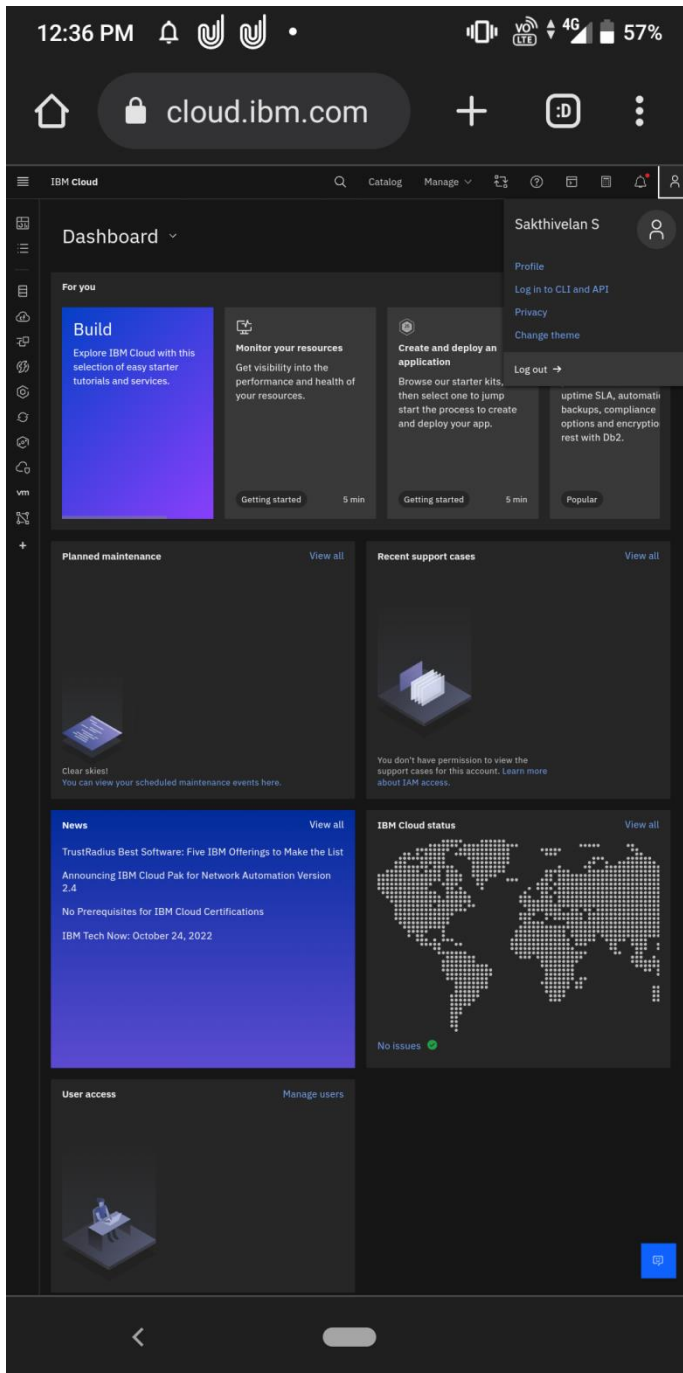 12:36 PM
VO LTE 4G 57%
cloud.ibm.com
:D
IBM Cloud
Catalog
Manage
Sakthivelan S
Profile
Log in to CLI and API
Privacy
Change theme
Log out →
Dashboard
For you
Build
Explore IBM Cloud with this
selection of easy starter
tutorials and services.
Monitor your resources
Get visibility into the
performance and health of
your resources.
Getting started
5 min
Create and deploy an
application
Browse our starter kits,
then select one to jump
start the process to create
and deploy your app.
Getting started
5 min
uptime SLA, automati
backups, compliance
options and encryptio
rest with Db2.
Popular
vm
Planned maintenance
View all
Clear skies!
You can view your scheduled maintenance events here.
Recent support cases
View all
You don't have permission to view the
support cases for this account. Learn more
about IAM access.
News
View all
TrustRadius Best Software: Five IBM Offerings to Make the List
Announcing IBM Cloud Pak for Network Automation Version
2.4
No Prerequisites for IBM Cloud Certifications
IBM Tech Now: October 24, 2022
IBM Cloud status
View all
No issues
User access
Manage users